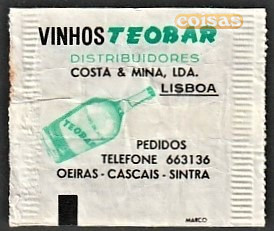 coisas
VINHOS TEOBAR
DISTRIBUIDORES
COSTA & MINA, LDA.
LISBOA
TEOBAR
PEDIDOS
TELEFONE 663136
OEIRAS - CASCAIS - SINTRA
MARCO